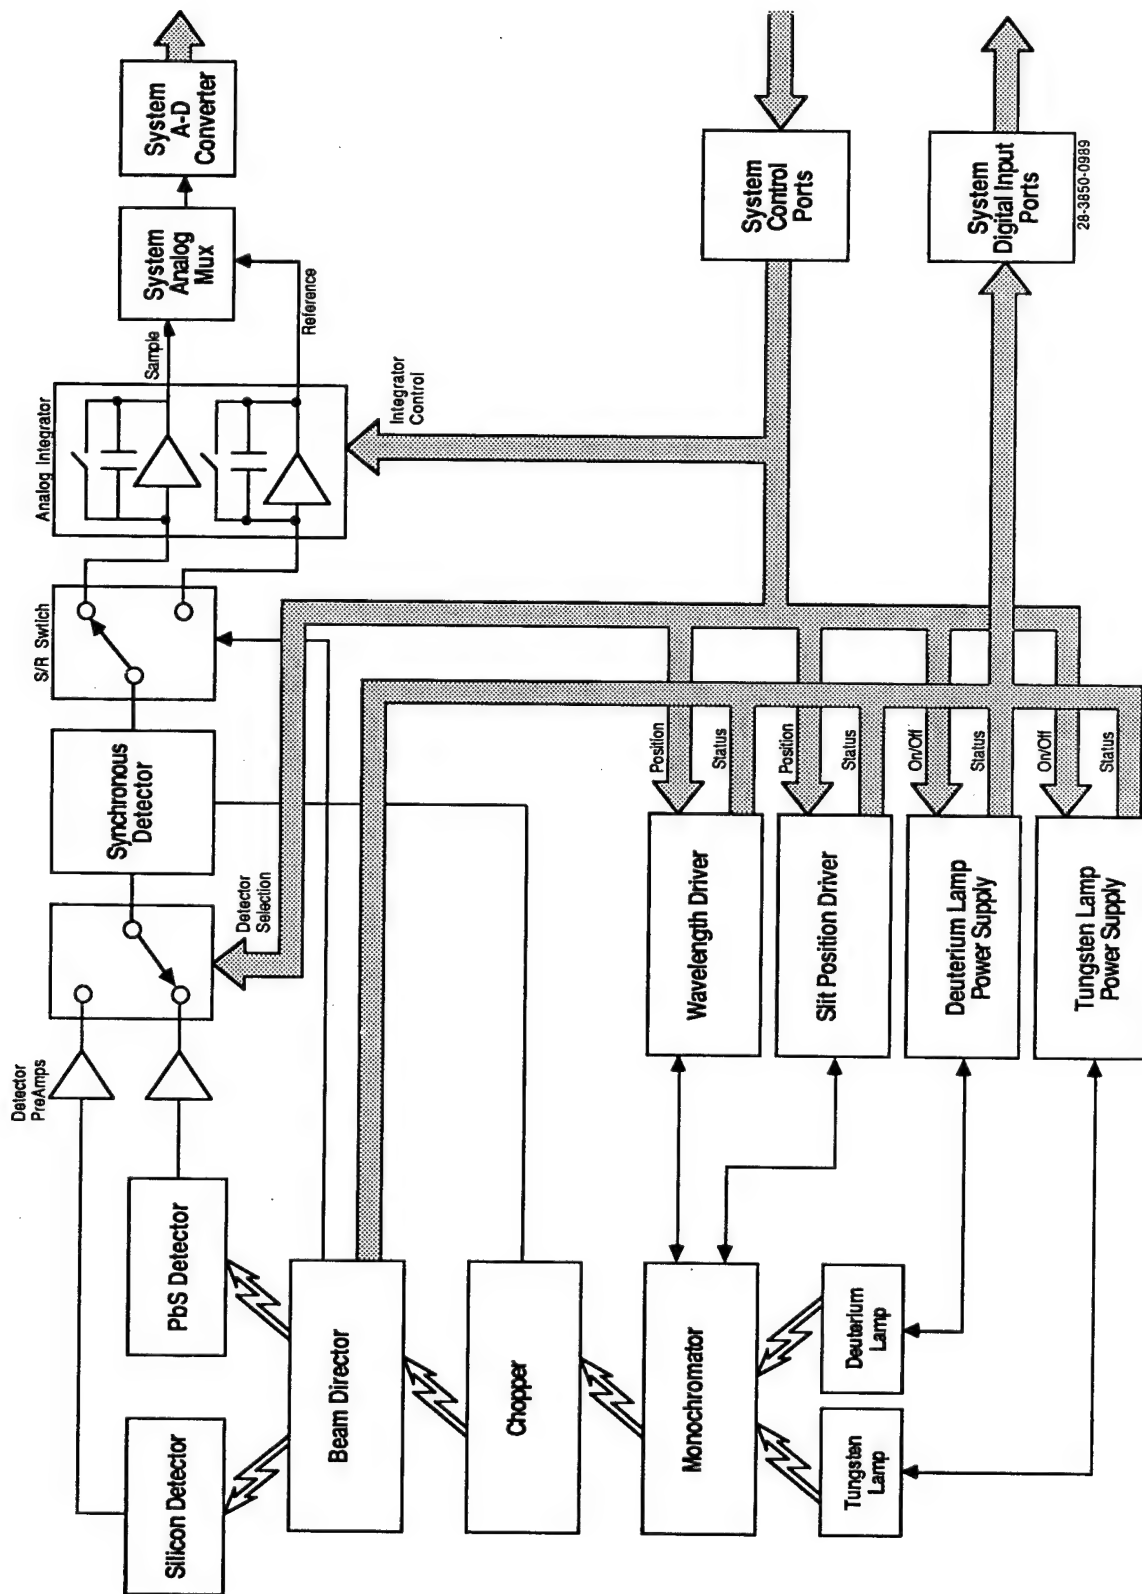 Silicon Detector
PbS Detector
Detector
PreAmps
Detector
Selection
Synchronous
Detector
S/R Swtich
Analog Integrator
Sample
Reference
Integrator
Control
System
Analog
Mux
System
A-D
Converter
Beam Director
Chopper
Monochromator
Tungsten
Lamp
Deuterium
Lamp
Wavelength Driver
Position
Status
Slit Position Driver
Position
Status
Deuterium Lamp
Power Supply
On/Off
Status
Tungsten Lamp
Power Supply
On/Off
Status
System
Control
Ports
System
Digital Input
Ports
28-3850-0989